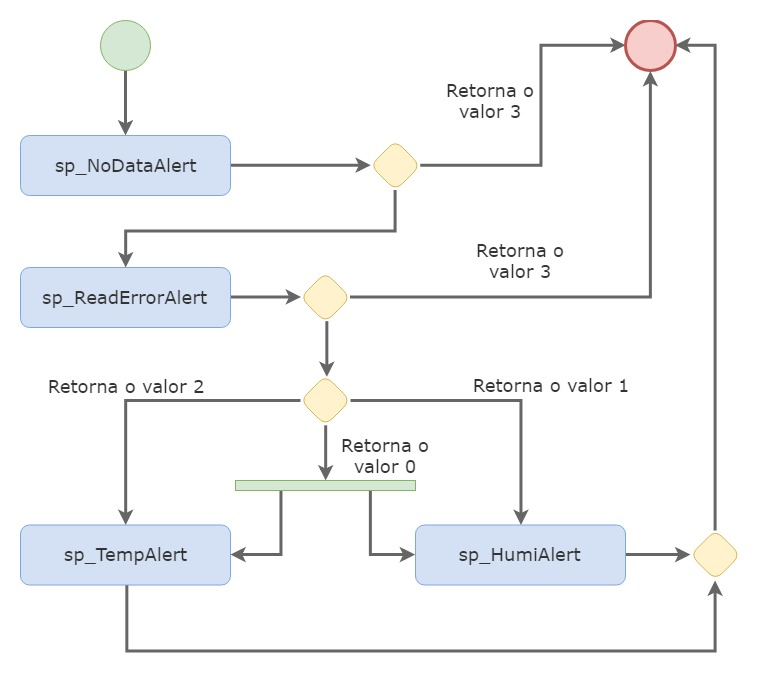 Retorna o
valor 3
sp_NoDataAlert
Retorna o
valor 3
sp_ReadErrorAlert
Retorna o valor 2
Retorna o valor 1
Retorna o
valor 0
sp_TempAlert
sp_HumiAlert